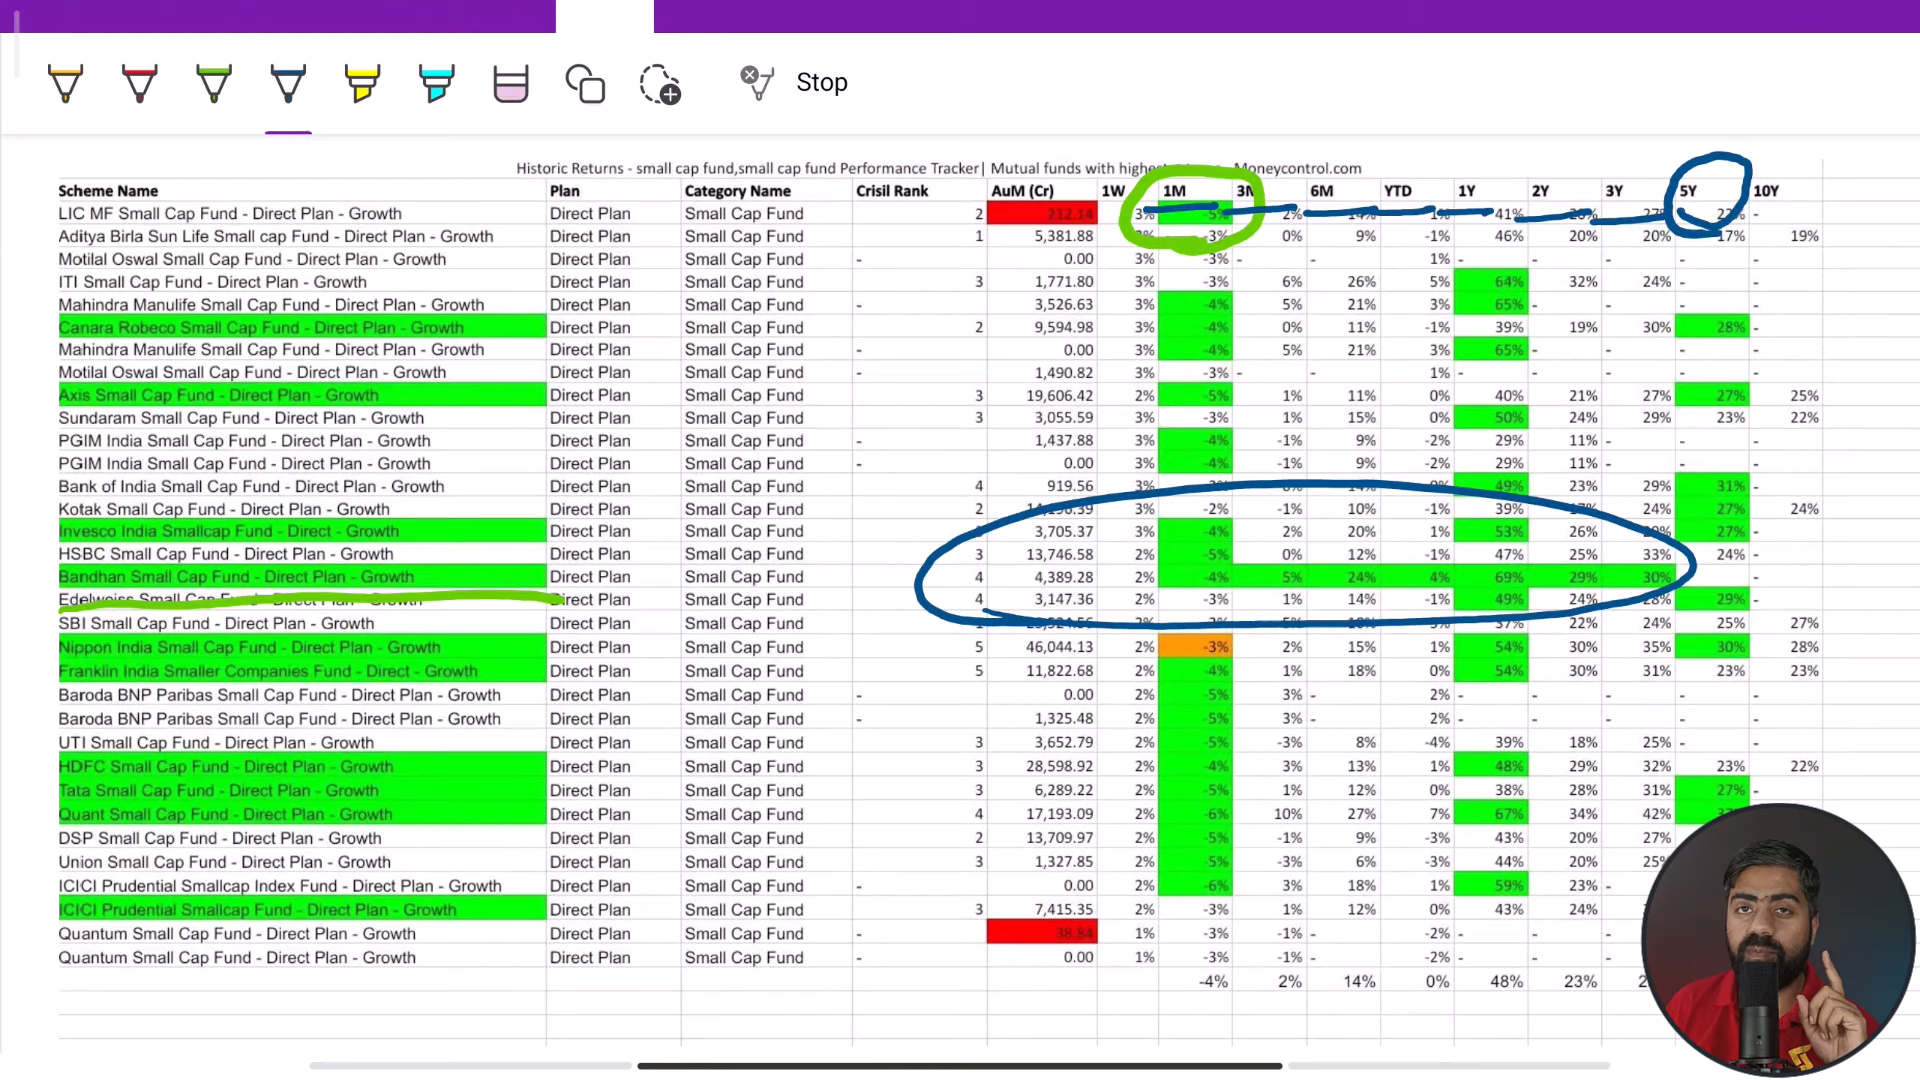 Stop
Historic Returns - small cap fund,small cap fund Performance Tracker| Mutual funds with highest Moneycontrol.com
Scheme Name Plan Category Name Crisil Rank AuM (Cr) 1W 1M 3M 6M YTD 1Y 2Y 3Y 5Y 10Y
LIC MF Small Cap Fund - Direct Plan - Growth Direct Plan Small Cap Fund 2 212.14 3% -5% 2% 14% 1% 41% 27% -
Aditya Birla Sun Life Small cap Fund - Direct Plan - Growth Direct Plan Small Cap Fund 1 5,381.88 -3% 0% 9% -1% 46% 20% 20% 17% 19%
Motilal Oswal Small Cap Fund - Direct Plan - Growth Direct Plan Small Cap Fund - 0.00 3% -3% - - 1% - - - - -
ITI Small Cap Fund - Direct Plan - Growth Direct Plan Small Cap Fund 3 1,771.80 3% -3% 6% 26% 5% 64% 32% 24% - -
Mahindra Manulife Small Cap Fund - Direct Plan - Growth Direct Plan Small Cap Fund - 3,526.63 3% -4% 5% 21% 3% 65% - - - -
Canara Robeco Small Cap Fund - Direct Plan - Growth Direct Plan Small Cap Fund 2 9,594.98 3% -4% 0% 11% -1% 39% 19% 30% 28% -
Mahindra Manulife Small Cap Fund - Direct Plan - Growth Direct Plan Small Cap Fund - 0.00 3% -4% 5% 21% 3% 65% - - - -
Motilal Oswal Small Cap Fund - Direct Plan - Growth Direct Plan Small Cap Fund - 1,490.82 3% -3% - - 1% - - - - -
Axis Small Cap Fund - Direct Plan - Growth Direct Plan Small Cap Fund 3 19,606.42 2% -5% 1% 11% 0% 40% 21% 27% 27% 25%
Sundaram Small Cap Fund - Direct Plan - Growth Direct Plan Small Cap Fund 3 3,055.59 3% -3% 1% 15% 0% 50% 24% 29% 23% 22%
PGIM India Small Cap Fund - Direct Plan - Growth Direct Plan Small Cap Fund - 1,437.88 3% -4% -1% 9% -2% 29% 11% - - -
PGIM India Small Cap Fund - Direct Plan - Growth Direct Plan Small Cap Fund - 0.00 3% -4% -1% 9% -2% 29% 11% - - -
Bank of India Small Cap Fund - Direct Plan - Growth Direct Plan Small Cap Fund 4 919.56 3% 14% 49% 23% 29% 31% -
Kotak Small Cap Fund - Direct Plan - Growth Direct Plan Small Cap Fund 2 3% -2% -1% 10% -1% 39% 24% 27% 24%
Invesco India Smallcap Fund - Direct - Growth Direct Plan Small Cap Fund 3,705.37 3% -4% 2% 20% 1% 53% 26% 27% -
HSBC Small Cap Fund - Direct Plan - Growth Direct Plan Small Cap Fund 3 13,746.58 2% -5% 0% 12% -1% 47% 25% 33% 24% -
Bandhan Small Cap Fund - Direct Plan - Growth Direct Plan Small Cap Fund 4 4,389.28 2% -4% 5% 24% 4% 69% 29% 30% -
Edelweiss Small Cap Fund - Direct Plan - Growth Direct Plan Small Cap Fund 4 3,147.36 2% -3% 1% 14% -1% 49% 24% 28% 29% -
SBI Small Cap Fund - Direct Plan - Growth Direct Plan Small Cap Fund 37% 22% 24% 25% 27%
Nippon India Small Cap Fund - Direct Plan - Growth Direct Plan Small Cap Fund 5 46,044.13 2% -3% 2% 15% 1% 54% 30% 35% 30% 28%
Franklin India Smaller Companies Fund - Direct - Growth Direct Plan Small Cap Fund 5 11,822.68 2% -4% 1% 18% 0% 54% 30% 31% 23% 23%
Baroda BNP Paribas Small Cap Fund - Direct Plan - Growth Direct Plan Small Cap Fund - 0.00 2% -5% 3% - 2% - - - - -
Baroda BNP Paribas Small Cap Fund - Direct Plan - Growth Direct Plan Small Cap Fund - 1,325.48 2% -5% 3% - 2% - - - - -
UTI Small Cap Fund - Direct Plan - Growth Direct Plan Small Cap Fund 3 3,652.79 2% -5% -3% 8% -4% 39% 18% 25% - -
HDFC Small Cap Fund - Direct Plan - Growth Direct Plan Small Cap Fund 3 28,598.92 2% -4% 3% 13% 1% 48% 29% 32% 23% 22%
Tata Small Cap Fund - Direct Plan - Growth Direct Plan Small Cap Fund 3 6,289.22 2% -5% 1% 12% 0% 38% 28% 31% 27% -
Quant Small Cap Fund - Direct Plan - Growth Direct Plan Small Cap Fund 4 17,193.09 2% -6% 10% 27% 7% 67% 34% 42%
DSP Small Cap Fund - Direct Plan - Growth Direct Plan Small Cap Fund 2 13,709.97 2% -5% -1% 9% -3% 43% 20% 27%
Union Small Cap Fund - Direct Plan - Growth Direct Plan Small Cap Fund 3 1,327.85 2% -5% -3% 6% -3% 44% 20% 25%
ICICI Prudential Smallcap Index Fund - Direct Plan - Growth Direct Plan Small Cap Fund - 0.00 2% -6% 3% 18% 1% 59% 23% -
ICICI Prudential Smallcap Fund - Direct Plan - Growth Direct Plan Small Cap Fund 3 7,415.35 2% -3% 1% 12% 0% 43% 24%
Quantum Small Cap Fund - Direct Plan - Growth Direct Plan Small Cap Fund - 38.84 1% -3% -1% - -2% - - -
Quantum Small Cap Fund - Direct Plan - Growth Direct Plan Small Cap Fund - 0.00 1% -3% -1% - -2% - - -
-4% 2% 14% 0% 48% 23%